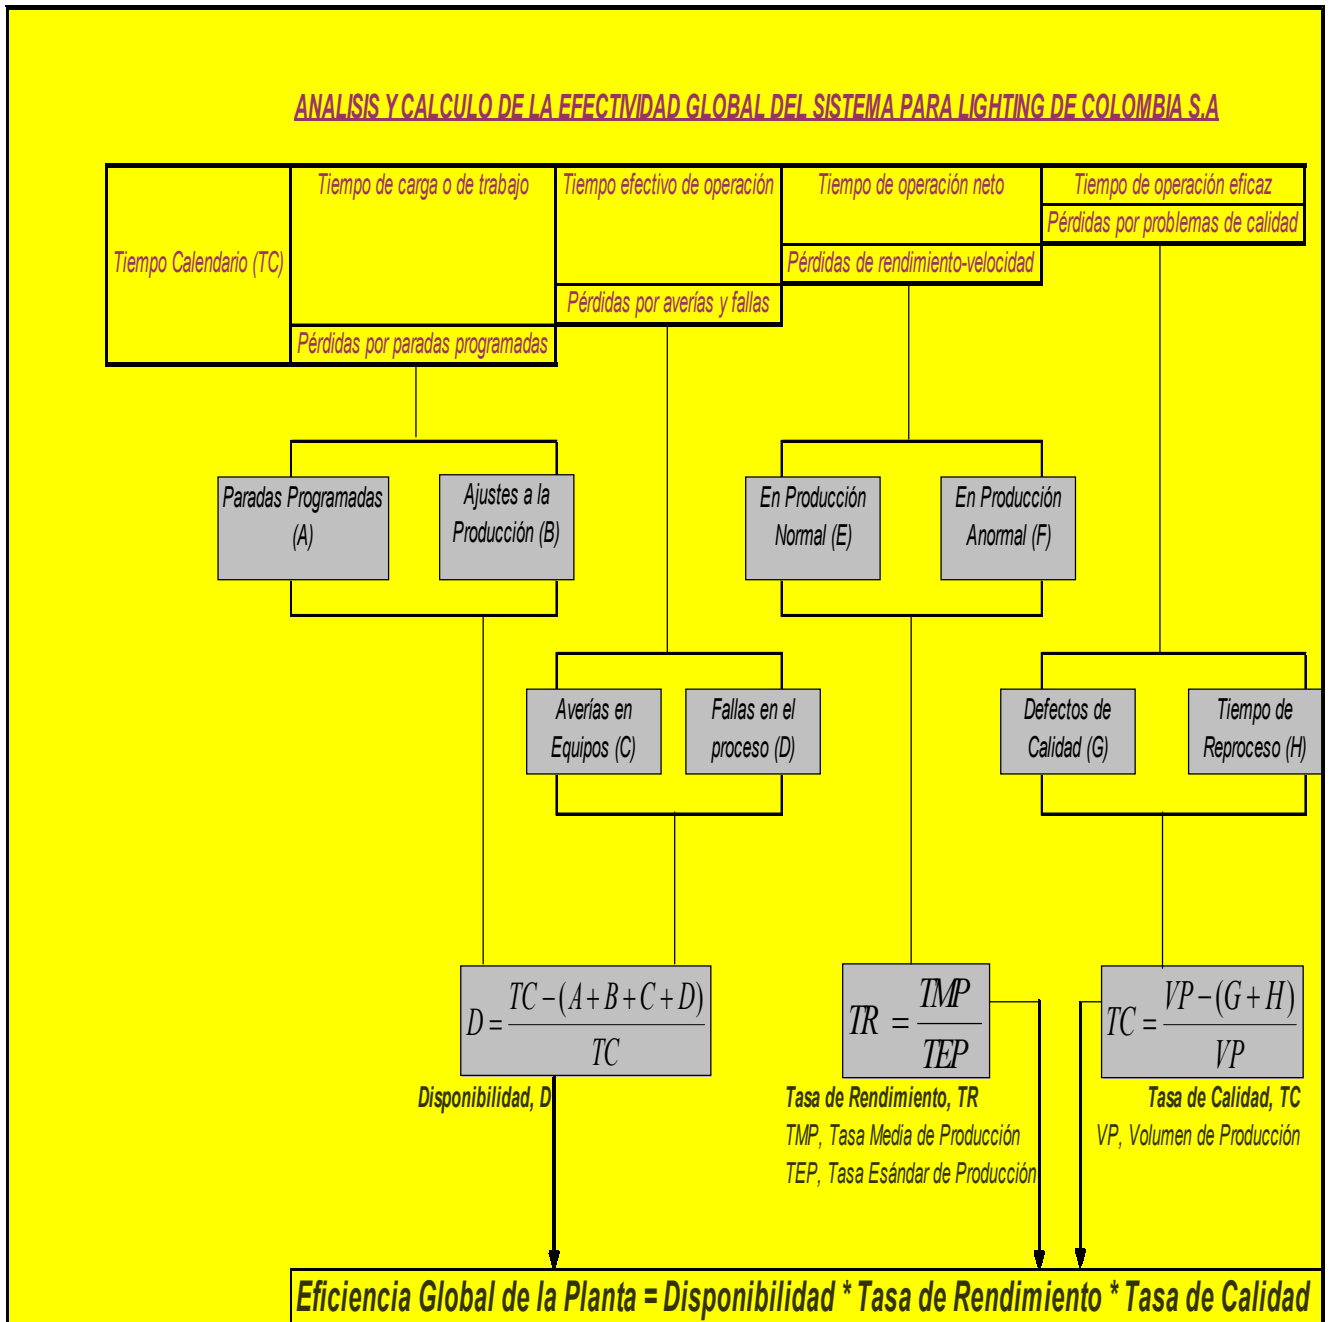 ANALISIS Y CALCULO DE LA EFECTIVIDAD GLOBAL DEL SISTEMA PARA LIGHTING DE COLOMBIA S.A
Tiempo Calendario (TC)
Tiempo de carga o de trabajo
Pérdidas por paradas programadas
Tiempo efectivo de operación
Pérdidas por averías y fallas
Tiempo de operación neto
Pérdidas de rendimiento-velocidad
Tiempo de operación eficaz
Pérdidas por problemas de calidad
Paradas Programadas
(A)
Ajustes a la
Producción (B)
En Producción
Normal (E)
En Producción
Anormal (F)
Averías en
Equipos (C)
Fallas en el
proceso (D)
Defectos de
Calidad (G)
Tiempo de
Reproceso (H)
D = TC – (A + B + C + D) / TC
Disponibilidad, D
TR = TMP / TEP
Tasa de Rendimiento, TR
TMP, Tasa Media de Producción
TEP, Tasa Esándar de Producción
TC = VP – (G + H) / VP
Tasa de Calidad, TC
VP, Volumen de Producción
Eficiencia Global de la Planta = Disponibilidad * Tasa de Rendimiento * Tasa de Calidad